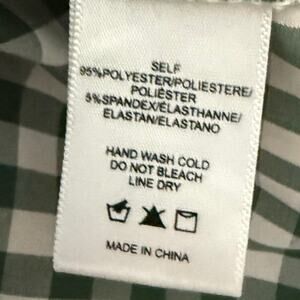 SELF
95%POLYESTER/POLIESTERE/
POLIÉSTER
5%SPANDEX/ÉLASTHANNE/
ELASTAN/ELASTANO
HAND WASH COLD
DO NOT BLEACH
LINE DRY
MADE IN CHINA